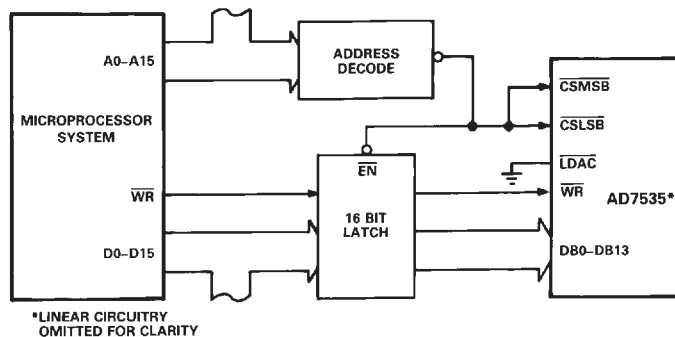 A0–A15
MICROPROCESSOR
SYSTEM
WR
D0–D15
ADDRESS
DECODE
EN
16 BIT
LATCH
CSMSB
CSLSB
LDAC
WR
AD7535*
DB0–DB13
*LINEAR CIRCUITRY
OMITTED FOR CLARITY